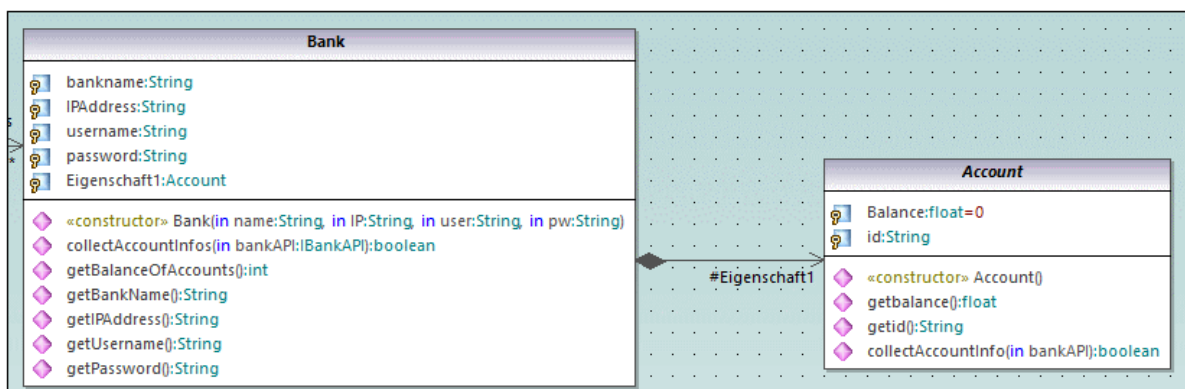 Bank
bankname:String
IPAddress:String
username:String
password:String
Eigenschaft1:Account
«constructor» Bank(in name:String, in IP:String, in user:String, in pw:String)
collectAccountInfos(in bankAPI:IBankAPI):boolean
getBalanceOfAccounts():int
getBankName():String
getIPAddress():String
getUsername():String
getPassword():String
s
*
#Eigenschaft1
Account
Balance:float=0
id:String
«constructor» Account()
getbalance():float
getid():String
collectAccountInfo(in bankAPI):boolean